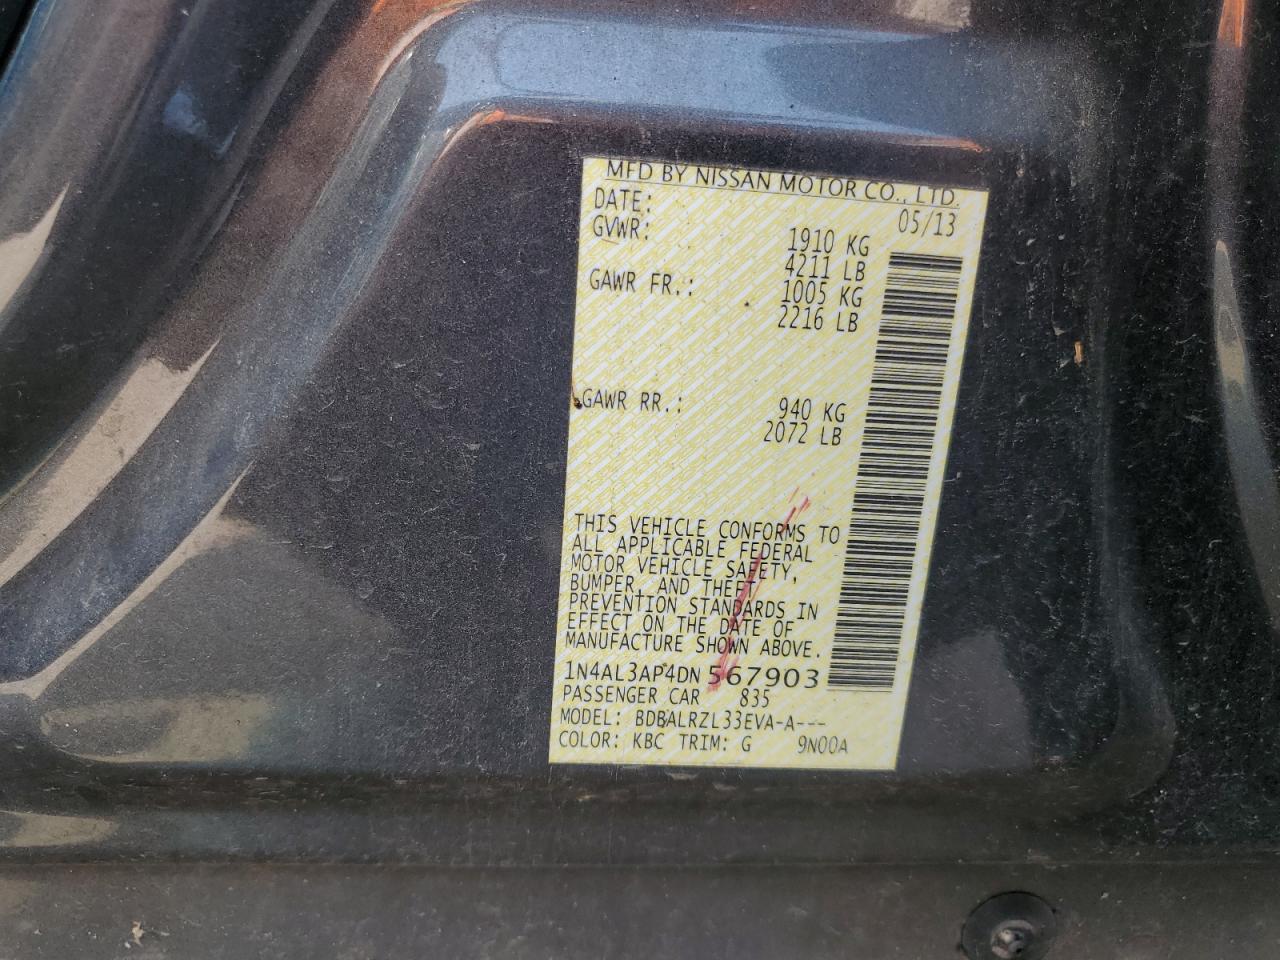 MFD BY NISSAN MOTOR CO., LTD.
DATE: 05/13
GVWR: 1910 KG
4211 LB
GAWR FR.: 1005 KG
2216 LB
GAWR RR.: 940 KG
2072 LB
THIS VEHICLE CONFORMS TO
ALL APPLICABLE FEDERAL
MOTOR VEHICLE SAFETY,
BUMPER, AND THEFT
PREVENTION STANDARDS IN
EFFECT ON THE DATE OF
MANUFACTURE SHOWN ABOVE.
1N4AL3AP4DN567903
PASSENGER CAR 835
MODEL: BDBALRZL33EVA-A---
COLOR: KBC TRIM: G 9N00A